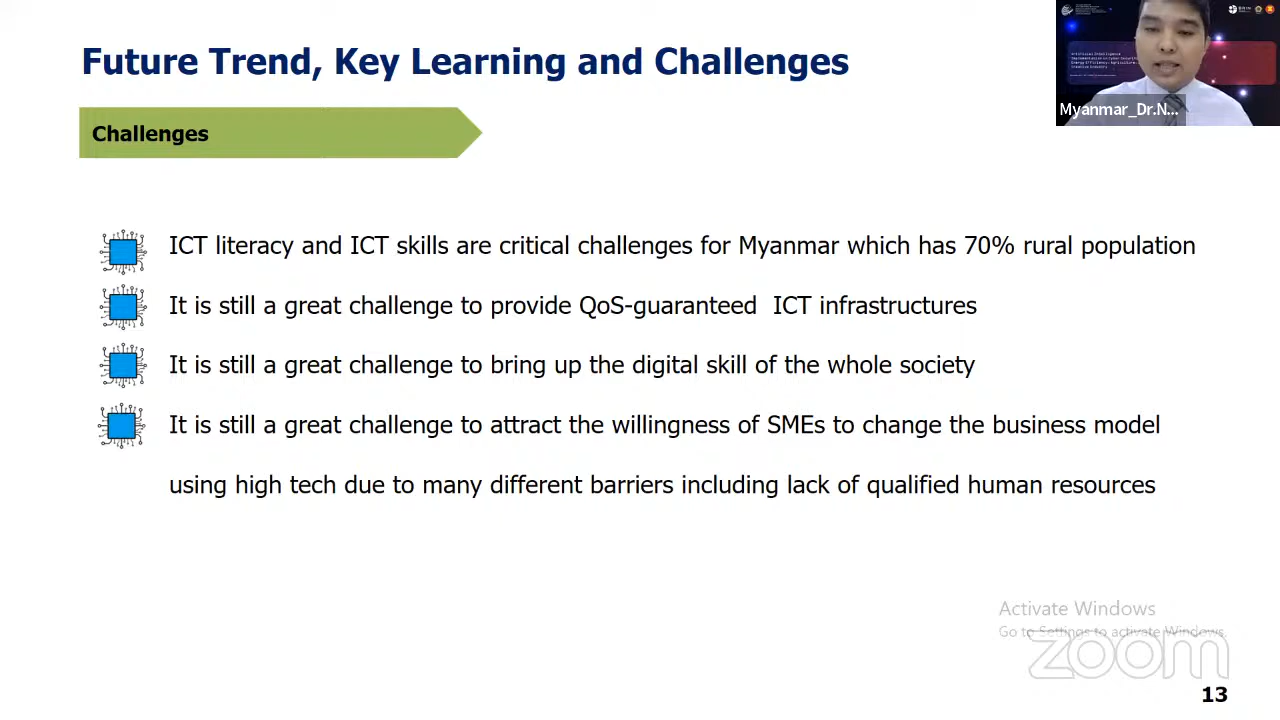 Future Trend, Key Learning and Challenges
Challenges
ICT literacy and ICT skills are critical challenges for Myanmar which has 70% rural population
It is still a great challenge to provide QoS-guaranteed ICT infrastructures
It is still a great challenge to bring up the digital skill of the whole society
It is still a great challenge to attract the willingness of SMEs to change the business model
using high tech due to many different barriers including lack of qualified human resources
Myanmar_Dr.N...
Activate Windows
Go to Settings to activate Windows.
zoom
13